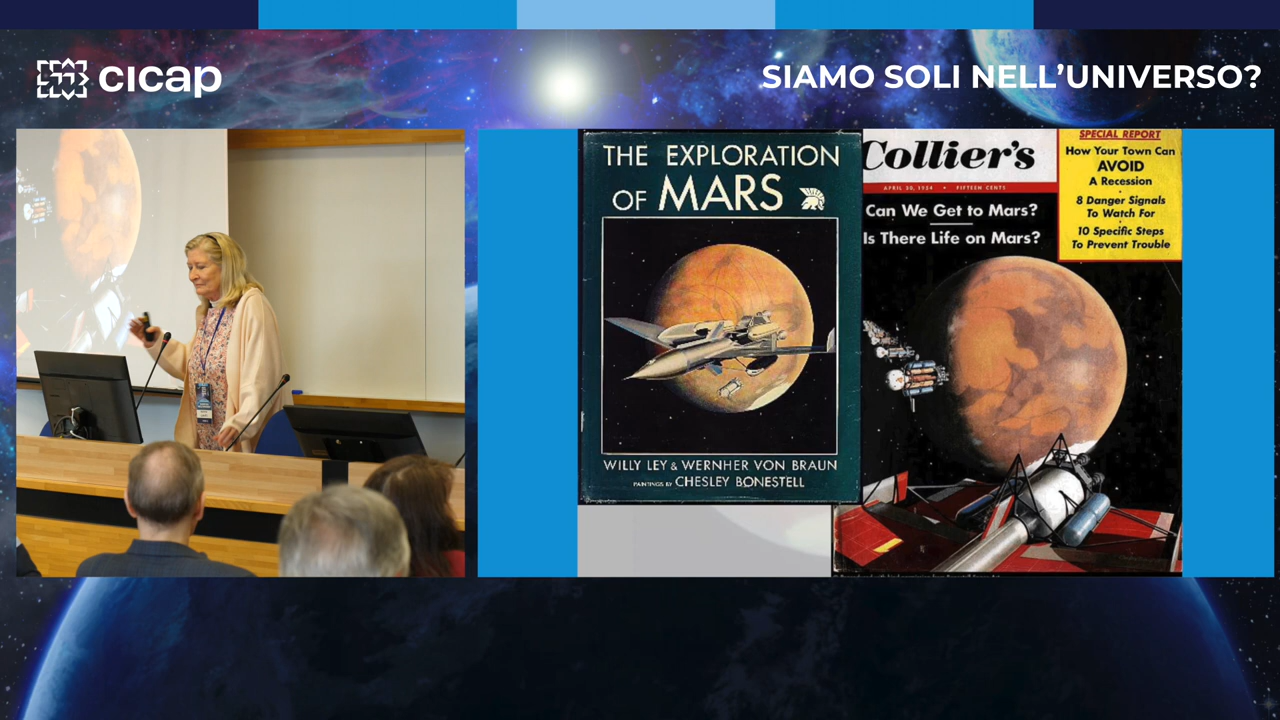 cicap
SIAMO SOLI NELL'UNIVERSO?
THE EXPLORATION
OF MARS
WILLY LEY & WERNHER VON BRAUN
PAINTINGS BY CHESLEY BONESTELL
Collier's
APRIL 30, 1954 • FIFTEEN CENTS
Can We Get to Mars?
Is There Life on Mars?
SPECIAL REPORT
How Your Town Can
AVOID
A Recession
8 Danger Signals
To Watch For
10 Specific Steps
To Prevent Trouble